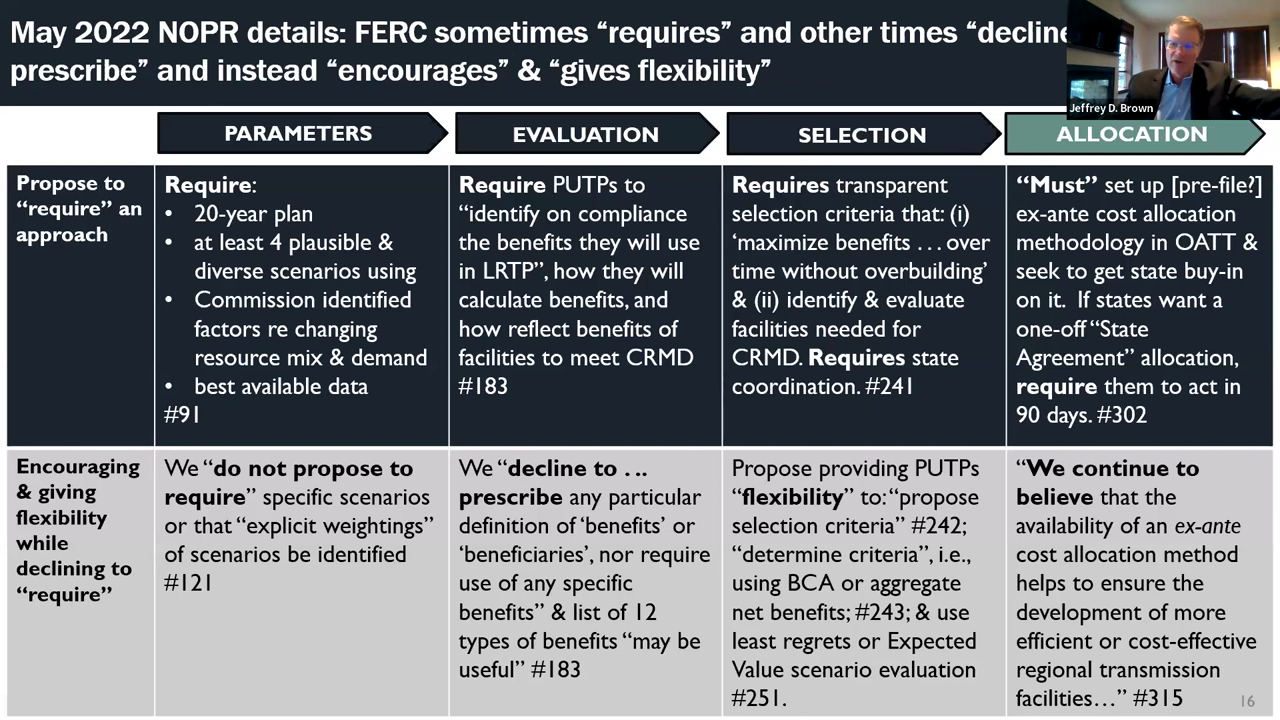 May 2022 NOPR details: FERC sometimes “requires” and other times “decline
prescribe” and instead “encourages” & “gives flexibility”
Jeffrey D. Brown
PARAMETERS
EVALUATION
SELECTION
ALLOCATION
Propose to
“require” an
approach
Require:
• 20-year plan
• at least 4 plausible &
diverse scenarios using
• Commission identified
factors re changing
resource mix & demand
• best available data
#91
Require PUTPs to
“identify on compliance
the benefits they will use
in LRTP”, how they will
calculate benefits, and
how reflect benefits of
facilities to meet CRMD
#183
Requires transparent
selection criteria that: (i)
‘maximize benefits . . . over
time without overbuilding’
& (ii) identify & evaluate
facilities needed for
CRMD. Requires state
coordination. #241
“Must” set up [pre-file?]
ex-ante cost allocation
methodology in OATT &
seek to get state buy-in
on it. If states want a
one-off “State
Agreement” allocation,
require them to act in
90 days. #302
Encouraging
& giving
flexibility
while
declining to
“require”
We “do not propose to
require” specific scenarios
or that “explicit weightings”
of scenarios be identified
#121
We “decline to . ..
prescribe any particular
definition of ‘benefits’ or
‘beneficiaries’, nor require
use of any specific
benefits” & list of 12
types of benefits “may be
useful” #183
Propose providing PUTPs
“flexibility” to: “propose
selection criteria” #242;
“determine criteria”, i.e.,
using BCA or aggregate
net benefits; #243; & use
least regrets or Expected
Value scenario evaluation
#251.
“We continue to
believe that the
availability of an ex-ante
cost allocation method
helps to ensure the
development of more
efficient or cost-effective
regional transmission
facilities…” #315
16